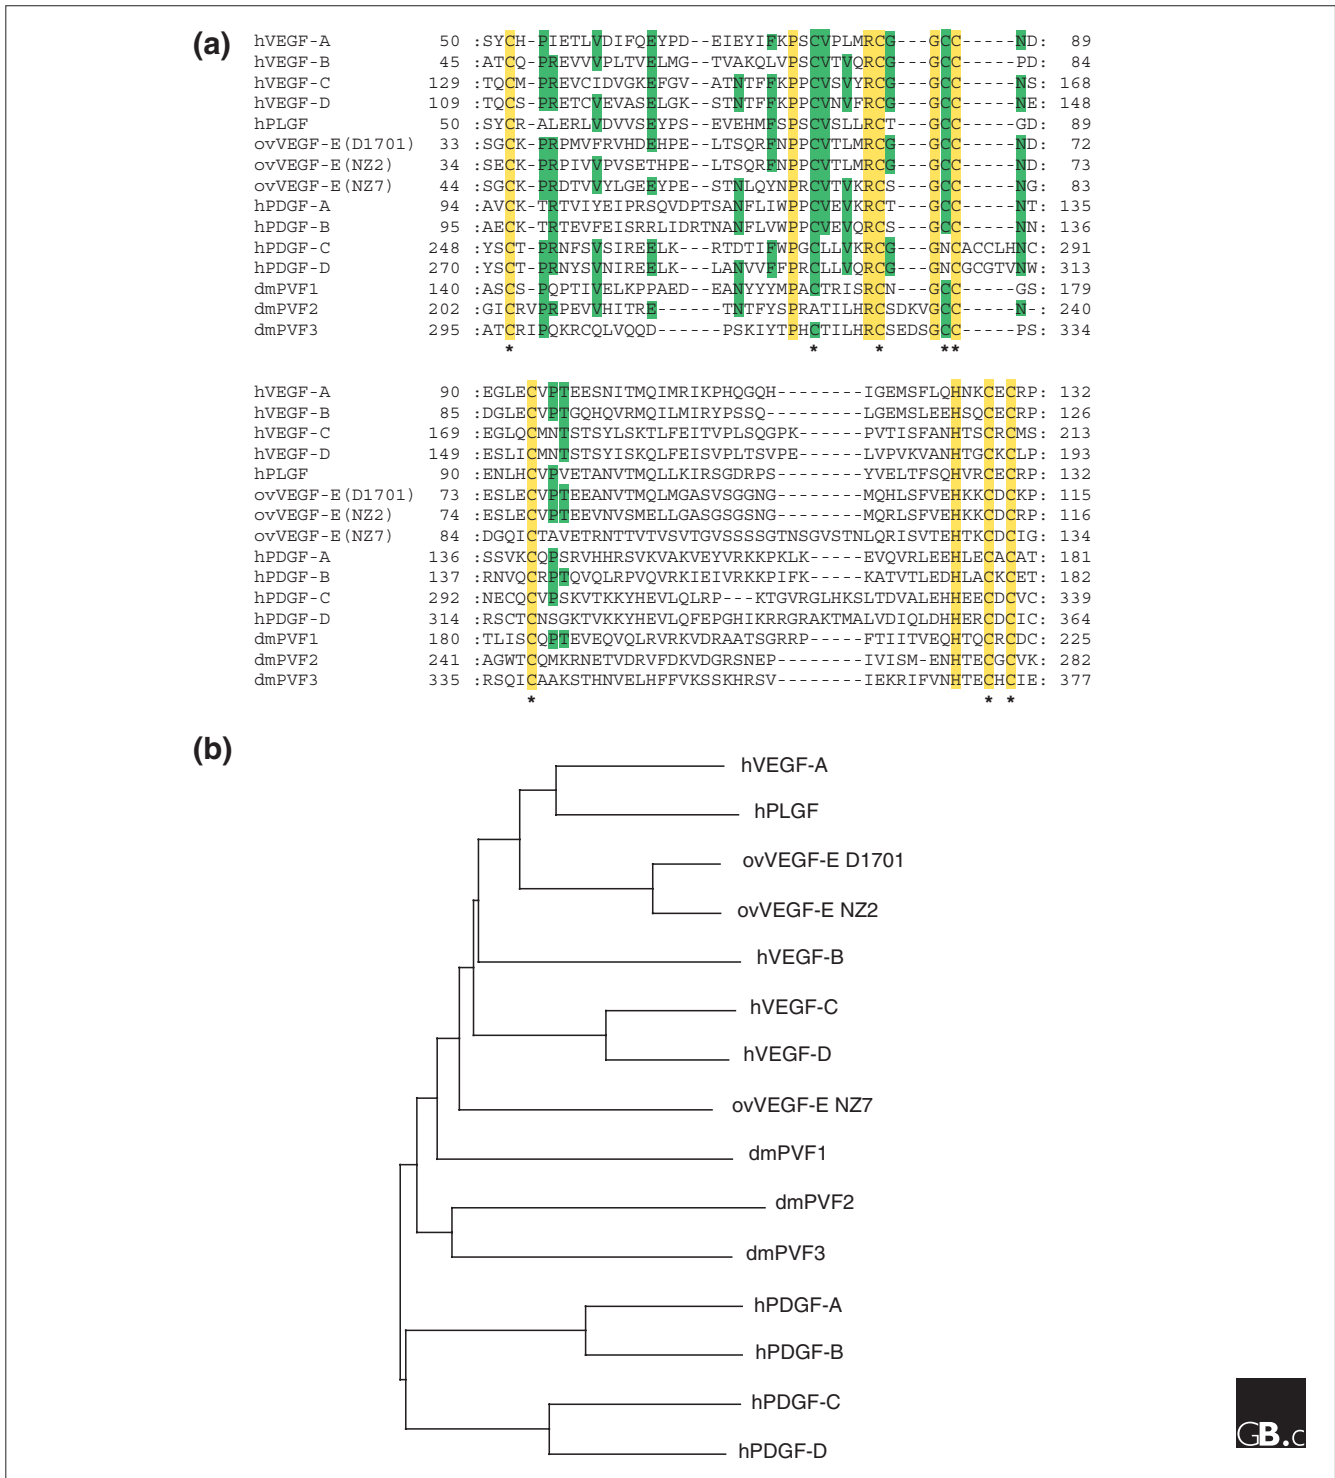 (a)
hVEGF-A 50 :SYCH-PIETLVDIFQEYPD--EIEYIFKPSCVPLMRCG---GCC-----ND: 89
hVEGF-B 45 :ATCQ-PREVVVPLTVELMG--TVAKQLVPSCVTVQRCG---GCC-----PD: 84
hVEGF-C 129 :TQCM-PREVCIDVGKEFGV--ATNTFFKPPCVSVYRCG---GCC-----NS: 168
hVEGF-D 109 :TQCS-PRETCVEVASELGK--STNTFFKPPCVNVFRCG---GCC-----NE: 148
hPLGF 50 :SYCR-ALERLVDVVSEYPS--EVEHMFSPSCVSLLRCT---GCC-----GD: 89
ovVEGF-E(D1701) 33 :SGCK-PRPMVFRVHDEHPE--LTSQRFNPPCVTLMRCG---GCC-----ND: 72
ovVEGF-E(NZ2) 34 :SECK-PRPIVVPVSETHPE--LTSQRFNPPCVTLMRCG---GCC-----ND: 73
ovVEGF-E(NZ7) 44 :SGCK-PRDTVVYLGEEYPE--STNLQYNPRCVTVKRCS---GCC-----NG: 83
hPDGF-A 94 :AVCK-TRTVIYEIPRSQVDPTSANFLIWPPCVEVKRCT---GCC-----NT: 135
hPDGF-B 95 :AECK-TRTEVFEISRRLIDRTNANFLVWPPCVEVQRCS---GCC-----NN: 136
hPDGF-C 248 :YSCT-PRNFSVSIREELK---RTDTIFWPGCLLVKRCG---GNCACCLHNC: 291
hPDGF-D 270 :YSCT-PRNYSVNIREELK---LANVVFFPRCLLVQRCG---GNCGCGTVNW: 313
dmPVF1 140 :ASCS-PQPTIVELKPPAED--EANYYYMPACTRISRCN---GCC-----GS: 179
dmPVF2 202 :GICRVPRPEVVHITRE------TNTFYSPRATILHRCSDKVGCC-----N-: 240
dmPVF3 295 :ATCRIPQKRCQLVQQD------PSKIYTPHCTILHRCSEDSGCC-----PS: 334
* * * **
hVEGF-A 90 :EGLECVPTEESNITMQIMRIKPHQGQH--------IGEMSFLQHNKCECRP: 132
hVEGF-B 85 :DGLECVPTGQHQVRMQILMIRYPSSQ---------LGEMSLEEHSQCECRP: 126
hVEGF-C 169 :EGLQCMNTSTSYLSKTLFEITVPLSQGPK------PVTISFANHTSCRCMS: 213
hVEGF-D 149 :ESLICMNTSTSYISKQLFEISVPLTSVPE------LVPVKVANHTGCKCLP: 193
hPLGF 90 :ENLHCVPVETANVTMQLLKIRSGDRPS--------YVELTFSQHVRCECRP: 132
ovVEGF-E(D1701) 73 :ESLECVPTEEANVTMQLMGASVSGGNG--------MQHLSFVEHKKCDCKP: 115
ovVEGF-E(NZ2) 74 :ESLECVPTEEVNVSMELLGASGSGSNG--------MQRLSFVEHKKCDCRP: 116
ovVEGF-E(NZ7) 84 :DGQICTAVETRNTTVTVSVTGVSSSSGTNSGVSTNLQRISVTEHTKCDCIG: 134
hPDGF-A 136 :SSVKCQPSRVHHRSVKVAKVEYVRKKPKLK-----EVQVRLEEHLECACAT: 181
hPDGF-B 137 :RNVQCRPTQVQLRPVQVRKIEIVRKKPIFK-----KATVTLEDHLACKCET: 182
hPDGF-C 292 :NECQCVPSKVTKKYHEVLQLRP---KTGVRGLHKSLTDVALEHHEECDCVC: 339
hPDGF-D 314 :RSCTCNSGKTVKKYHEVLQFEPGHIKRRGRAKTMALVDIQLDHHERCDCIC: 364
dmPVF1 180 :TLISCQPTEVEQVQLRVRKVDRAATSGRRP-----FTIITVEQHTQCRCDC: 225
dmPVF2 241 :AGWTCQMKRNETVDRVFDKVDGRSNEP--------IVISM-ENHTECGCVK: 282
dmPVF3 335 :RSQICAAKSTHNVELHFFVKSSKHRSV--------IEKRIFVNHTECHCIE: 377
* * *
(b)
hVEGF-A
hPLGF
ovVEGF-E D1701
ovVEGF-E NZ2
hVEGF-B
hVEGF-C
hVEGF-D
ovVEGF-E NZ7
dmPVF1
dmPVF2
dmPVF3
hPDGF-A
hPDGF-B
hPDGF-C
hPDGF-D
GB.c